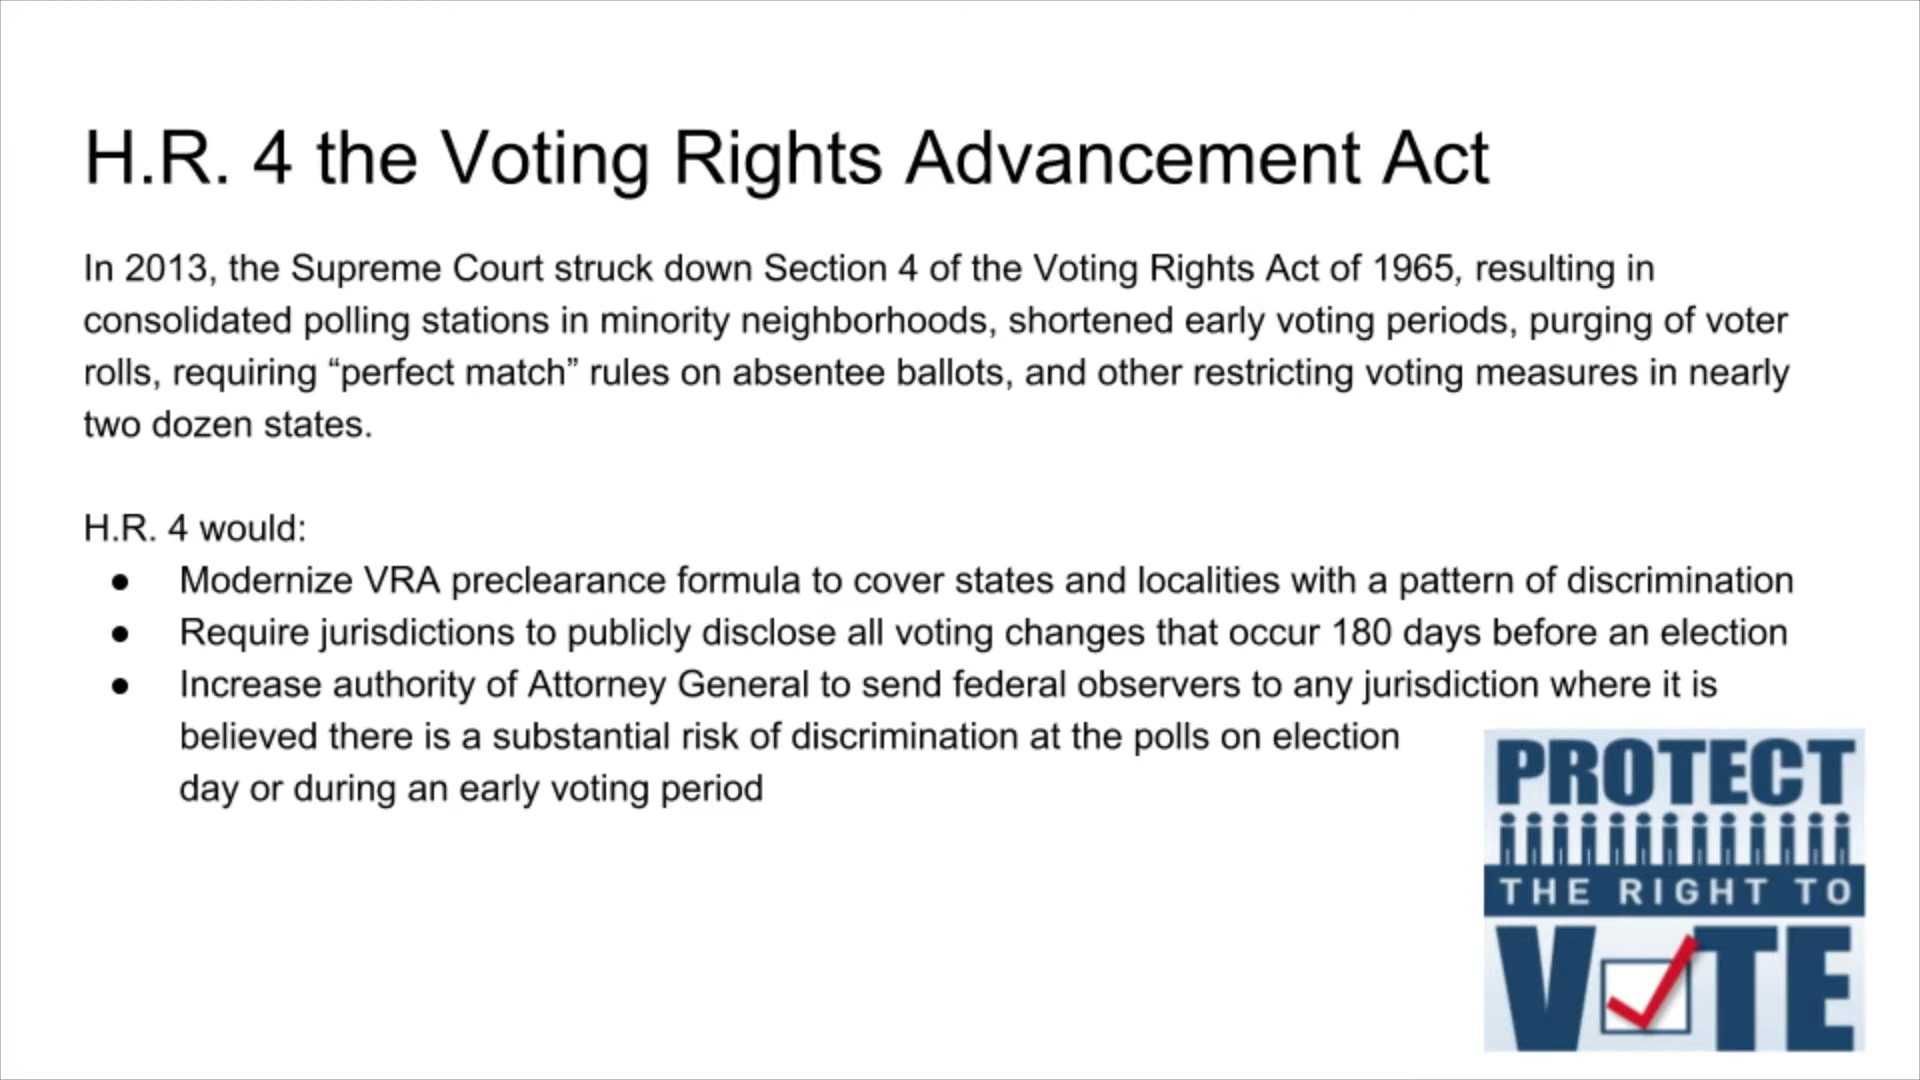 H.R. 4 the Voting Rights Advancement Act
In 2013, the Supreme Court struck down Section 4 of the Voting Rights Act of 1965, resulting in
consolidated polling stations in minority neighborhoods, shortened early voting periods, purging of voter
rolls, requiring “perfect match” rules on absentee ballots, and other restricting voting measures in nearly
two dozen states.
H.R. 4 would:
● Modernize VRA preclearance formula to cover states and localities with a pattern of discrimination
● Require jurisdictions to publicly disclose all voting changes that occur 180 days before an election
● Increase authority of Attorney General to send federal observers to any jurisdiction where it is
believed there is a substantial risk of discrimination at the polls on election
day or during an early voting period
PROTECT
THE RIGHT TO
VOTE